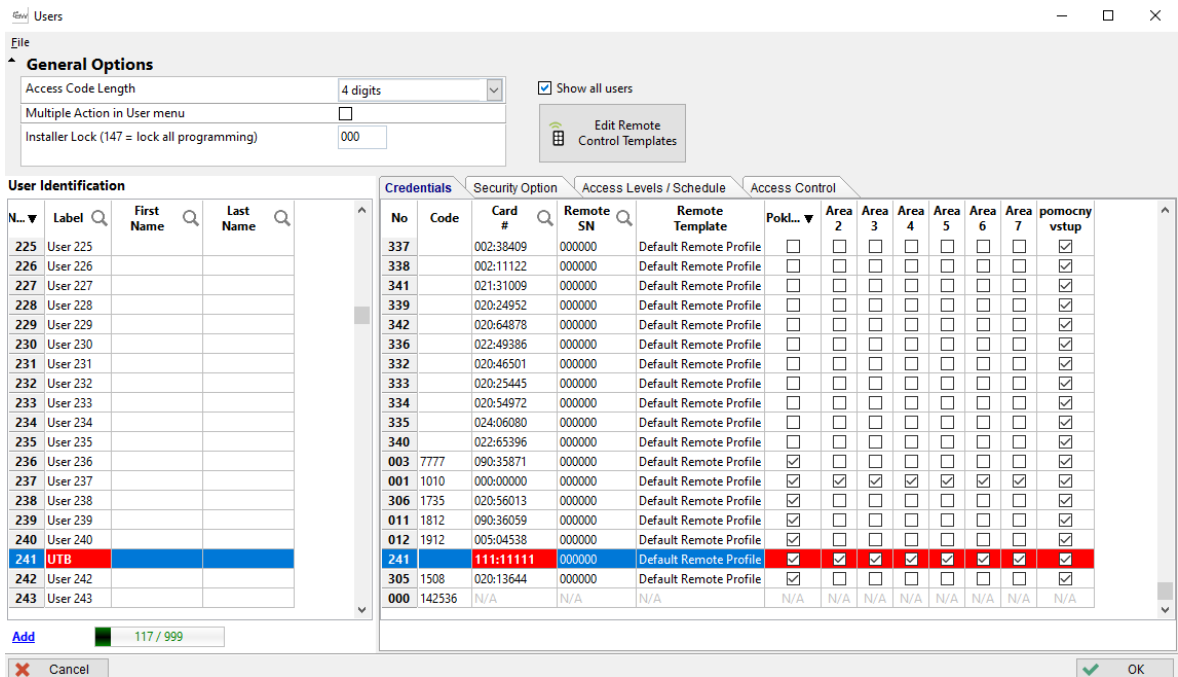 Users
File
General Options
Access Code Length 4 digits
Show all users
Multiple Action in User menu
Installer Lock (147 = lock all programming) 000
Edit Remote
Control Templates
User Identification
Credentials Security Option Access Levels / Schedule Access Control
N... Label First Name Last Name
225 User 225
226 User 226
227 User 227
228 User 228
229 User 229
230 User 230
231 User 231
232 User 232
233 User 233
234 User 234
235 User 235
236 User 236
237 User 237
238 User 238
239 User 239
240 User 240
241 UTB
242 User 242
243 User 243
Add 117 / 999
No Code Card # Remote SN Remote Template Pokl... Area 2 Area 3 Area 4 Area 5 Area 6 Area 7 pomocny vstup
337 002:38409 000000 Default Remote Profile
338 002:11122 000000 Default Remote Profile
341 021:31009 000000 Default Remote Profile
339 020:24952 000000 Default Remote Profile
342 020:64878 000000 Default Remote Profile
336 022:49386 000000 Default Remote Profile
332 020:46501 000000 Default Remote Profile
333 020:25445 000000 Default Remote Profile
334 020:54972 000000 Default Remote Profile
335 024:06080 000000 Default Remote Profile
340 022:65396 000000 Default Remote Profile
003 7777 090:35871 000000 Default Remote Profile
001 1010 000:00000 000000 Default Remote Profile
306 1735 020:56013 000000 Default Remote Profile
011 1812 090:36059 000000 Default Remote Profile
012 1912 005:04538 000000 Default Remote Profile
241 111:11111 000000 Default Remote Profile
305 1508 020:13644 000000 Default Remote Profile
000 142536 N/A N/A N/A N/A N/A N/A N/A N/A N/A N/A N/A
Cancel
OK